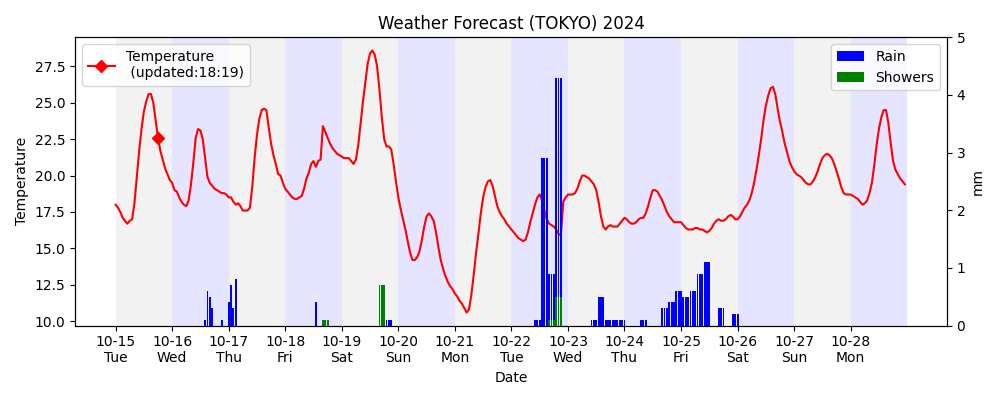 Weather Forecast (TOKYO) 2024
Temperature
(updated:18:19)
Rain
Showers
Temperature
27.5
25.0
22.5
20.0
17.5
15.0
12.5
10.0
5
4
3
2
1
0
mm
10-15 10-16 10-17 10-18 10-19 10-20 10-21 10-22 10-23 10-24 10-25 10-26 10-27 10-28
Tue Wed Thu Fri Sat Sun Mon Tue Wed Thu Fri Sat Sun Mon
Date